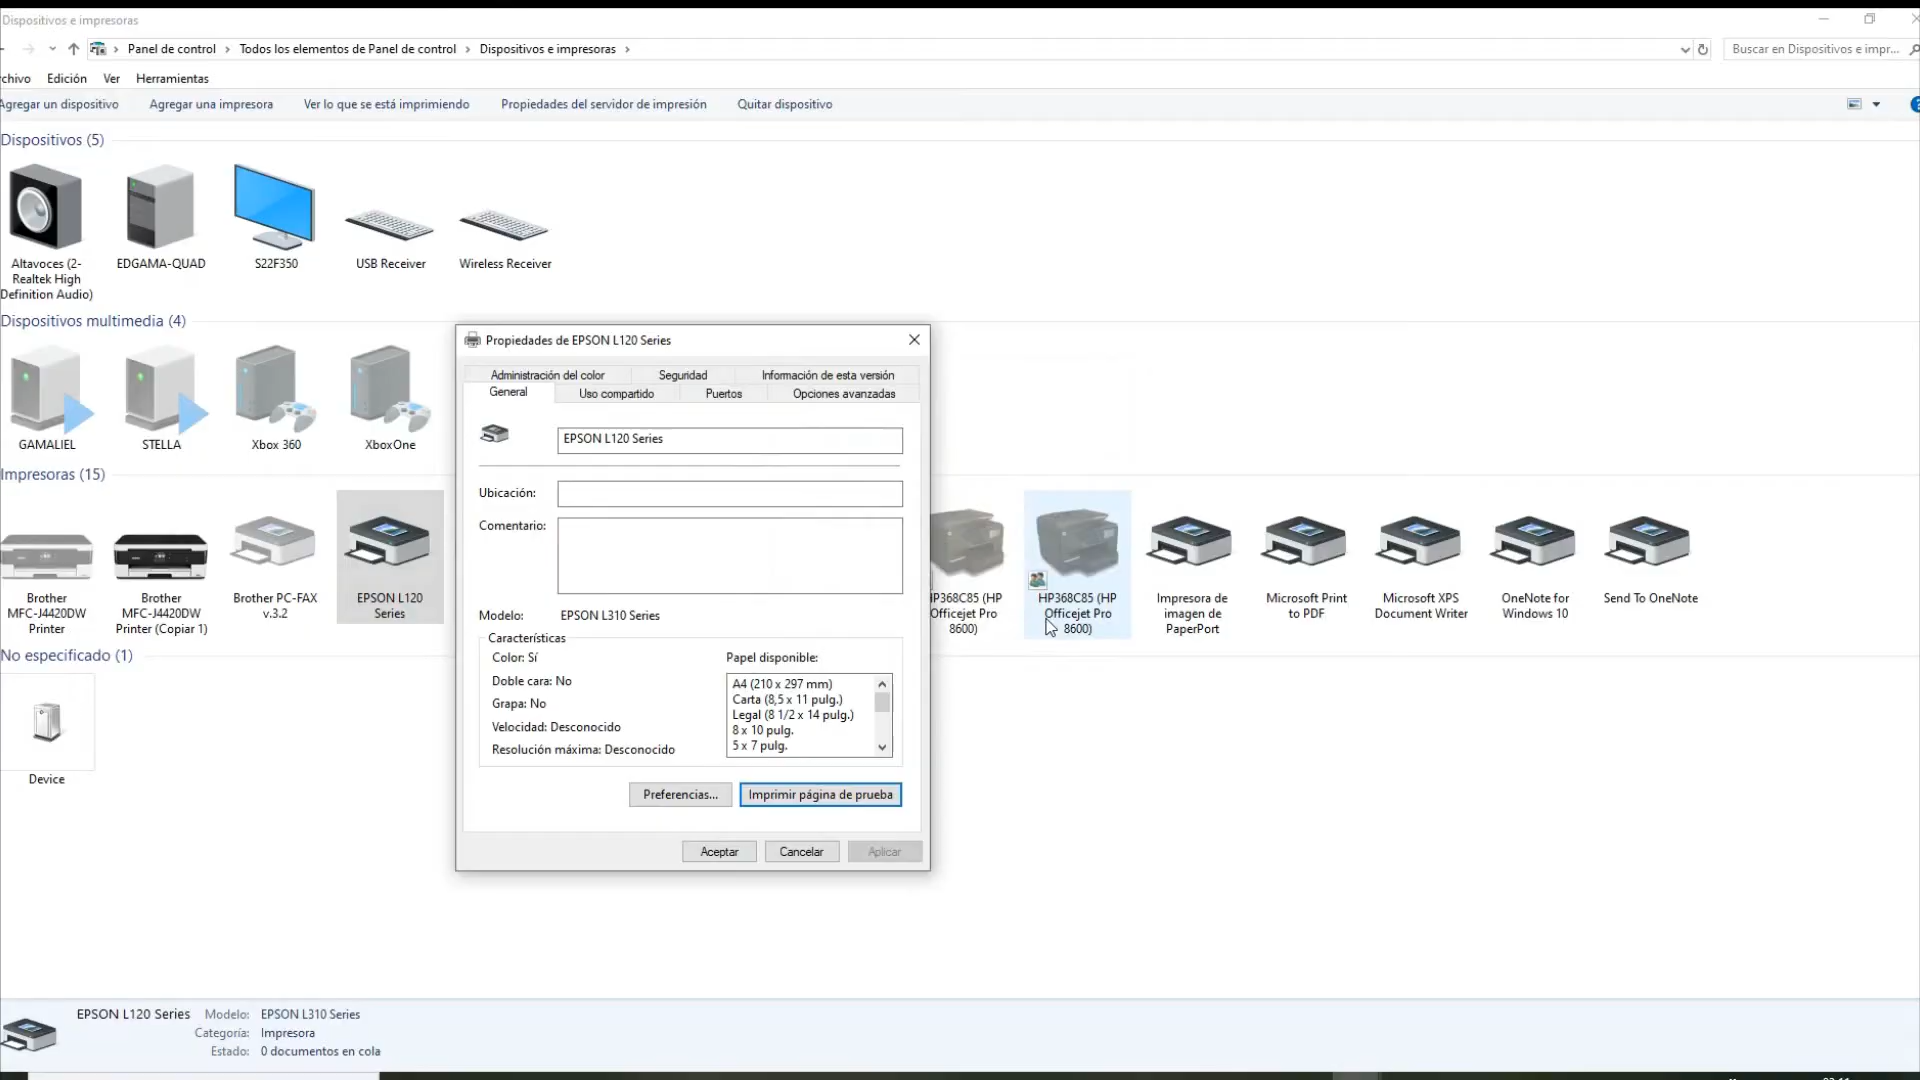 Dispositivos e impresoras
Panel de control
Todos los elementos de Panel de control
Dispositivos e impresoras
Buscar en Dispositivos e impr...
rchivo
Edición
Ver
Herramientas
Agregar un dispositivo
Agregar una impresora
Ver lo que se está imprimiendo
Propiedades del servidor de impresión
Quitar dispositivo
Dispositivos (5)
Altavoces (2-
Realtek High
Definition Audio)
EDGAMA-QUAD
S22F350
USB Receiver
Wireless Receiver
Dispositivos multimedia (4)
GAMALIEL
STELLA
Xbox 360
XboxOne
Impresoras (15)
Brother
MFC-J4420DW
Printer
Brother
MFC-J4420DW
Printer (Copiar 1)
Brother PC-FAX
v.3.2
EPSON L120
Series
HP368C85 (HP
Officejet Pro
8600)
HP368C85 (HP
Officejet Pro
8600)
Impresora de
imagen de
PaperPort
Microsoft Print
to PDF
Microsoft XPS
Document Writer
OneNote for
Windows 10
Send To OneNote
No especificado (1)
Device
Propiedades de EPSON L120 Series
Administración del color
Seguridad
Información de esta versión
General
Uso compartido
Puertos
Opciones avanzadas
EPSON L120 Series
Ubicación:
Comentario:
Modelo: EPSON L310 Series
Características
Color: Sí
Doble cara: No
Grapa: No
Velocidad: Desconocido
Resolución máxima: Desconocido
Papel disponible:
A4 (210 x 297 mm)
Carta (8,5 x 11 pulg.)
Legal (8 1/2 x 14 pulg.)
8 x 10 pulg.
5 x 7 pulg.
Preferencias...
Imprimir página de prueba
Aceptar
Cancelar
Aplicar
EPSON L120 Series
Modelo: EPSON L310 Series
Categoría: Impresora
Estado: 0 documentos en cola